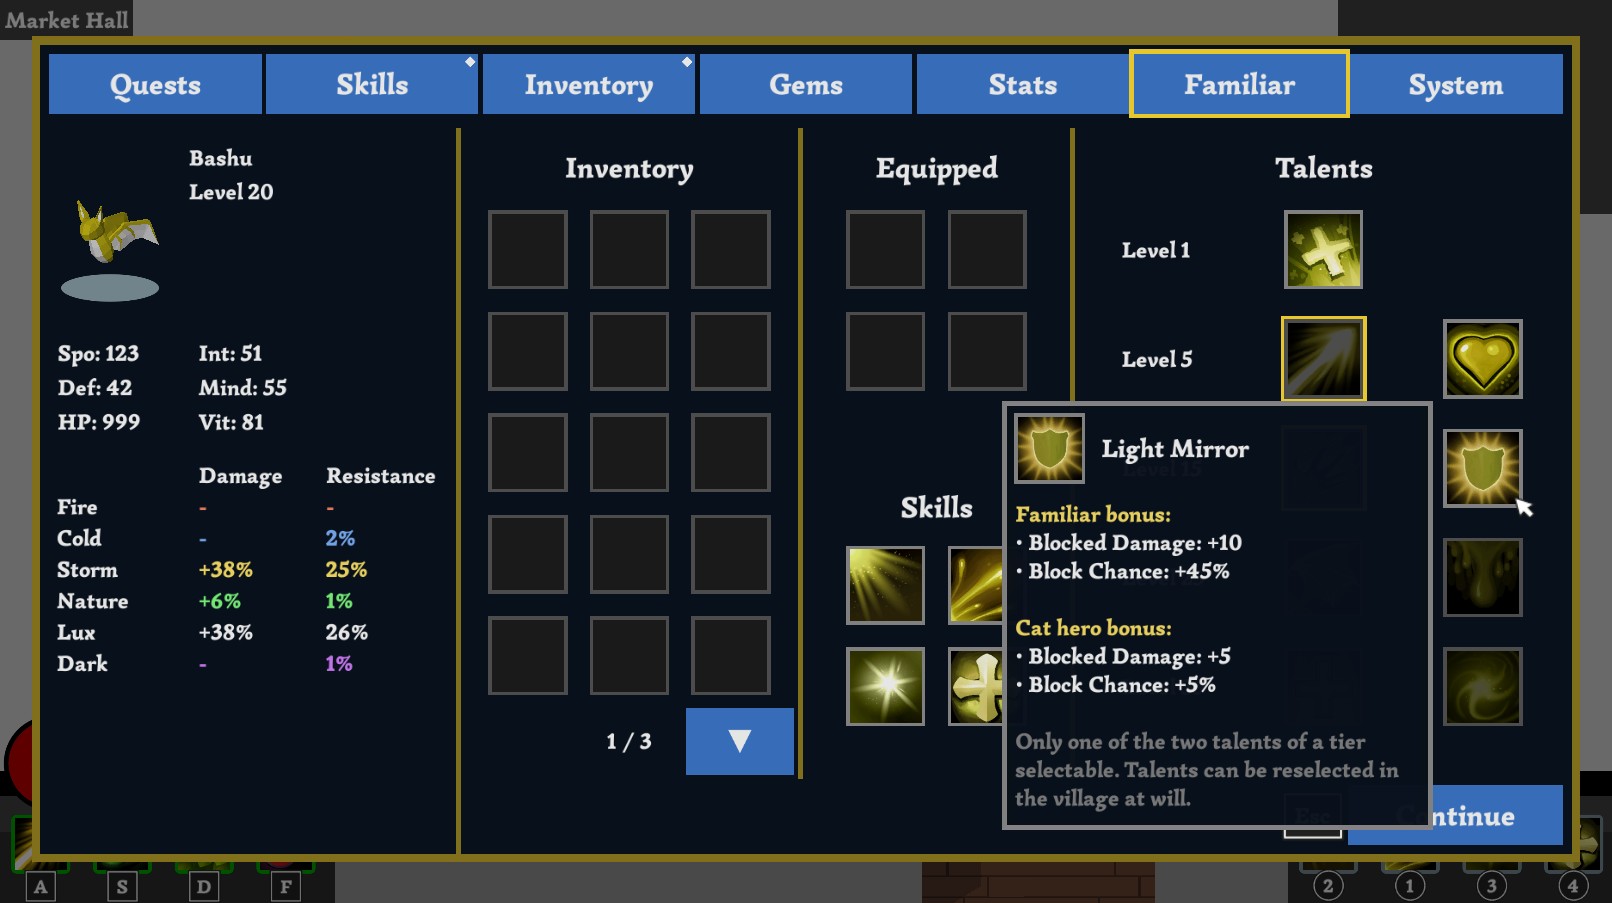 Market Hall
Quests
Skills
Inventory
Gems
Stats
Familiar
System
Bashu
Level 20
Spo: 123 Int: 51
Def: 42 Mind: 55
HP: 999 Vit: 81
Damage Resistance
Fire - -
Cold - 2%
Storm +38% 25%
Nature +6% 1%
Lux +38% 26%
Dark - 1%
Inventory
1 / 3
Equipped
Skills
Talents
Level 1
Level 5
Level 15
Light Mirror
Familiar bonus:
• Blocked Damage: +10
• Block Chance: +45%
Cat hero bonus:
• Blocked Damage: +5
• Block Chance: +5%
Only one of the two talents of a tier
selectable. Talents can be reselected in
the village at will.
Esc
ntinue
A
S
D
F
2
1
3
4